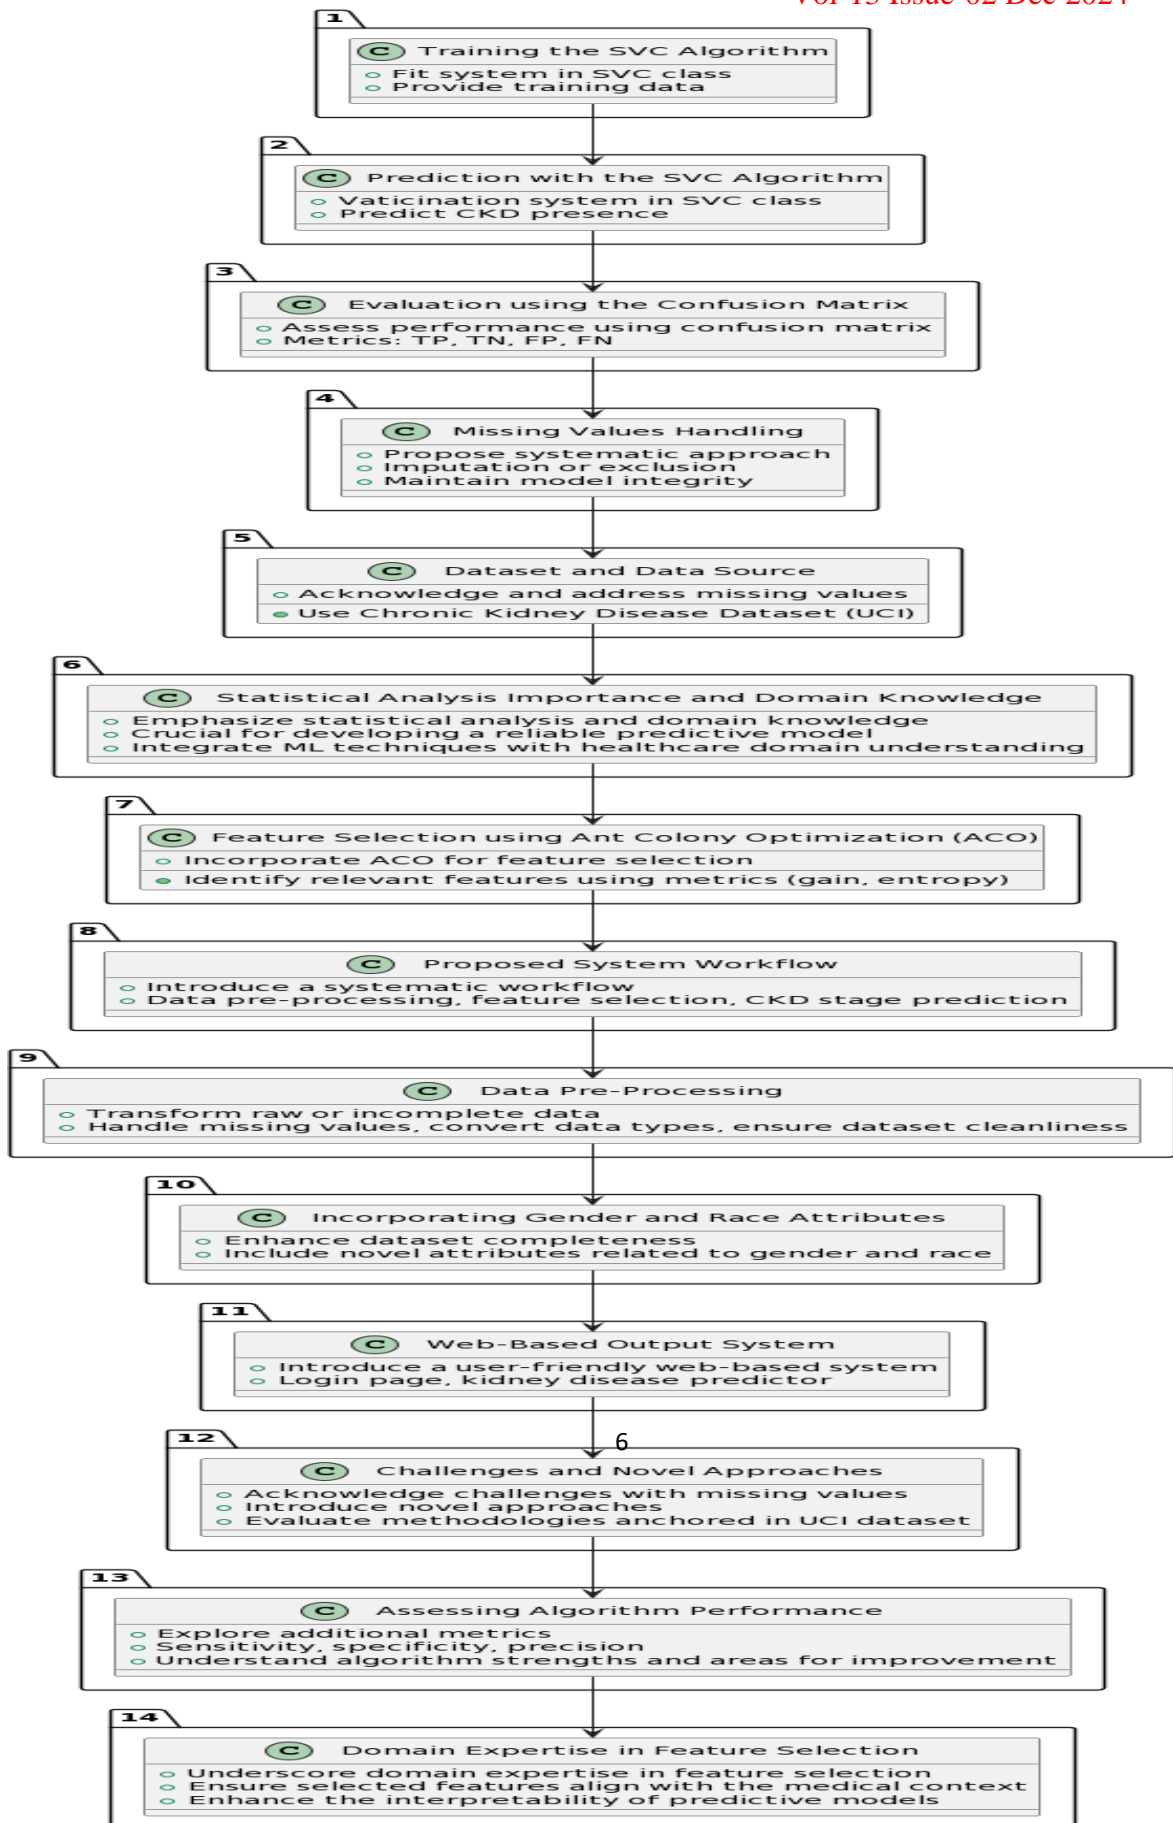 Vol-13 Issue-02 Dec 2024
1
C Training the SVC Algorithm
Fit system in SVC class
Provide training data
2
C Prediction with the SVC Algorithm
Vaticination system in SVC class
Predict CKD presence
3
C Evaluation using the Confusion Matrix
Assess performance using confusion matrix
Metrics: TP, TN, FP, FN
4
C Missing Values Handling
Propose systematic approach
Imputation or exclusion
Maintain model integrity
5
C Dataset and Data Source
Acknowledge and address missing values
Use Chronic Kidney Disease Dataset (UCI)
6
C Statistical Analysis Importance and Domain Knowledge
Emphasize statistical analysis and domain knowledge
Crucial for developing a reliable predictive model
Integrate ML techniques with healthcare domain understanding
7
C Feature Selection using Ant Colony Optimization (ACO)
Incorporate ACO for feature selection
Identify relevant features using metrics (gain, entropy)
8
C Proposed System Workflow
Introduce a systematic workflow
Data pre-processing, feature selection, CKD stage prediction
9
C Data Pre-Processing
Transform raw or incomplete data
Handle missing values, convert data types, ensure dataset cleanliness
10
C Incorporating Gender and Race Attributes
Enhance dataset completeness
Include novel attributes related to gender and race
11
C Web-Based Output System
Introduce a user-friendly web-based system
Login page, kidney disease predictor
6
12
C Challenges and Novel Approaches
Acknowledge challenges with missing values
Introduce novel approaches
Evaluate methodologies anchored in UCI dataset
13
C Assessing Algorithm Performance
Explore additional metrics
Sensitivity, specificity, precision
Understand algorithm strengths and areas for improvement
14
C Domain Expertise in Feature Selection
Underscore domain expertise in feature selection
Ensure selected features align with the medical context
Enhance the interpretability of predictive models